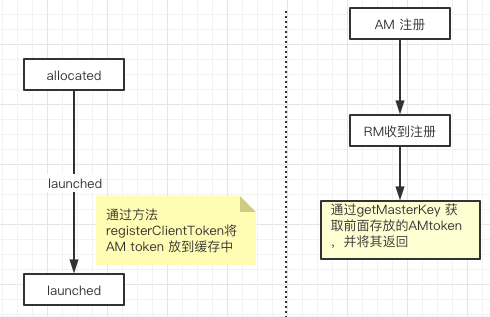 allocated
launched
通过方法
registerClientToken将
AM token 放到缓存中
launched
AM 注册
RM收到注册
通过getMasterKey 获
取前面存放的AMtoken
，并将其返回